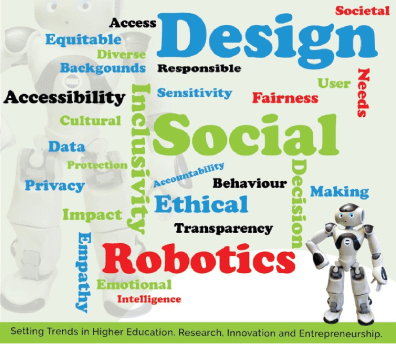 Societal
Access
Design
Equitable
Diverse
Backgounds
Responsible
User
Needs
Accessibility
Inclusivity
Sensitivity
Fairness
Cultural
Social
Data
Protection
Accountability
Decision
Privacy
Behaviour
Making
Impact
Ethical
Transparency
Empathy
Robotics
Emotional
Intelligence
Setting Trends in Higher Education, Research, Innovation and Entrepreneurship.